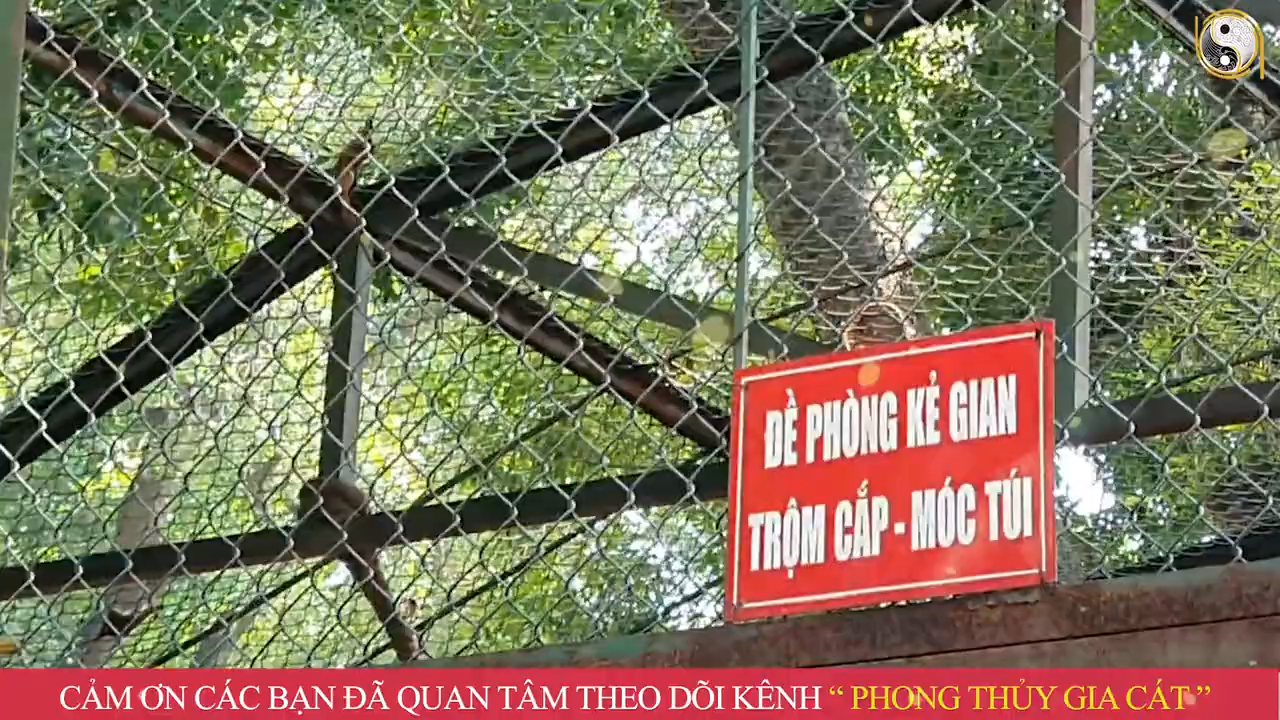 ĐỀ PHÒNG KẺ GIAN
TRỘM CẮP - MÓC TÚI
CẢM ƠN CÁC BẠN ĐÃ QUAN TÂM THEO DÕI KÊNH “ PHONG THỦY GIA CÁT ”